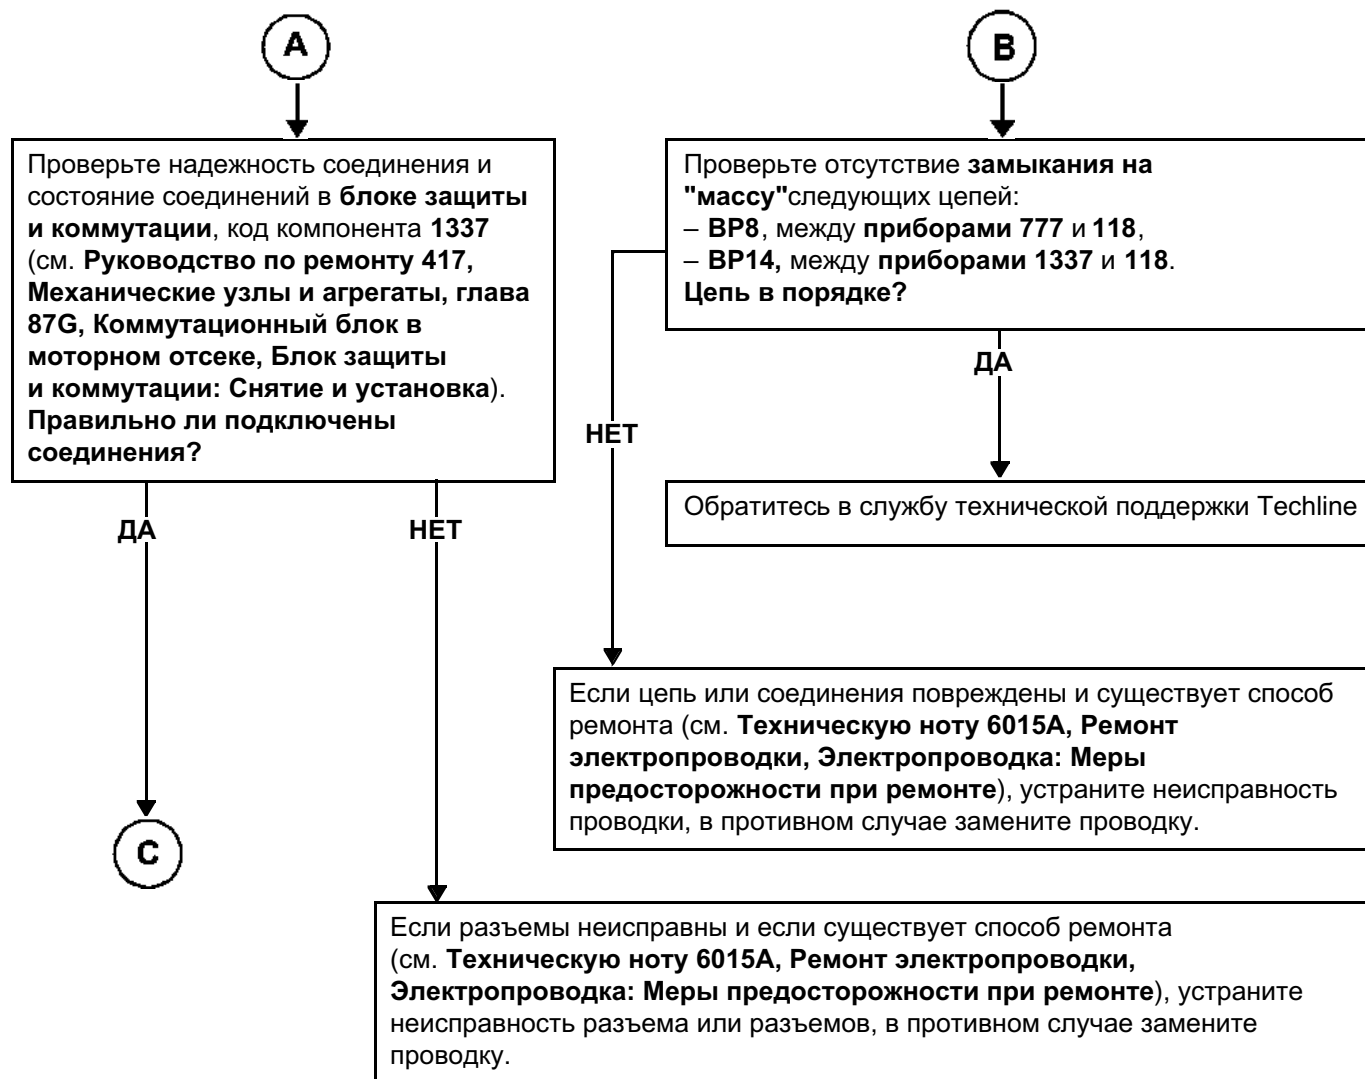 A
Проверьте надежность соединения и
состояние соединений в блоке защиты
и коммутации, код компонента 1337
(см. Руководство по ремонту 417,
Механические узлы и агрегаты, глава
87G, Коммутационный блок в
моторном отсеке, Блок защиты
и коммутации: Снятие и установка).
Правильно ли подключены
соединения?
ДА
НЕТ
C
B
Проверьте отсутствие замыкания на
"массу"следующих цепей:
– BP8, между приборами 777 и 118,
– BP14, между приборами 1337 и 118.
Цепь в порядке?
ДА
НЕТ
Обратитесь в службу технической поддержки Techline
Если цепь или соединения повреждены и существует способ
ремонта (см. Техническую ноту 6015A, Ремонт
электропроводки, Электропроводка: Меры
предосторожности при ремонте), устраните неисправность
проводки, в противном случае замените проводку.
Если разъемы неисправны и если существует способ ремонта
(см. Техническую ноту 6015A, Ремонт электропроводки,
Электропроводка: Меры предосторожности при ремонте), устраните
неисправность разъема или разъемов, в противном случае замените
проводку.